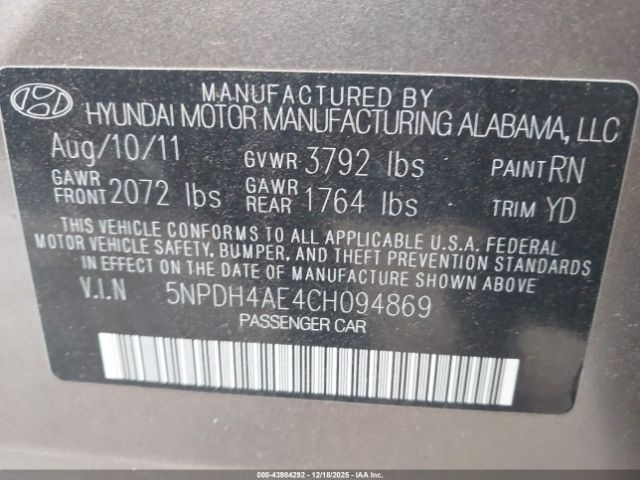 MANUFACTURED BY
HYUNDAI MOTOR MANUFACTURING ALABAMA, LLC
Aug/10/11 GVWR 3792 lbs PAINT RN
GAWR FRONT 2072 lbs GAWR REAR 1764 lbs TRIM YD
THIS VEHICLE CONFORMS TO ALL APPLICABLE U.S.A. FEDERAL
MOTOR VEHICLE SAFETY, BUMPER, AND THEFT PREVENTION STANDARDS
IN EFFECT ON THE DATE OF MANUFACTURE SHOWN ABOVE
V.I.N 5NPDH4AE4CH094869
PASSENGER CAR
000-43984292 - 12/18/2025 - COPYRIGHT © IAA, LLC.